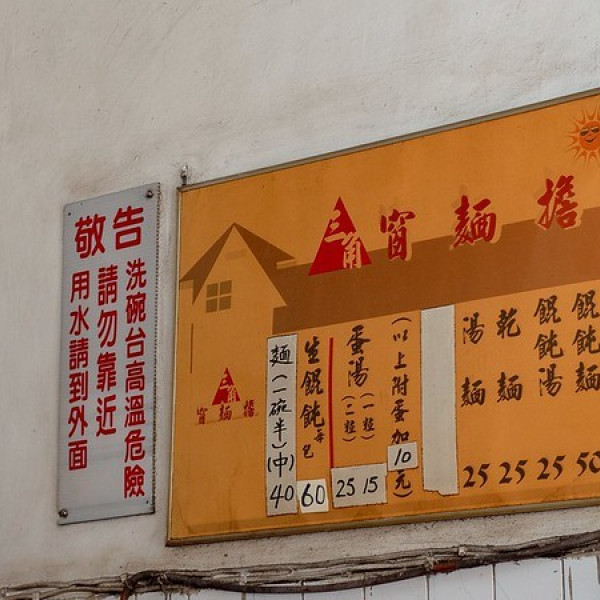 敬告
洗碗台高溫危險
請勿靠近
用水請到外面
三角窗麵擔
餛飩麵 50
餛飩湯 25
乾麵 25
湯麵 25
(以上附蛋加10元)
蛋湯
(一粒) 15
(二粒) 25
生餛飩每包 60
麵(一碗半)(中) 40
三角
窗麵擔